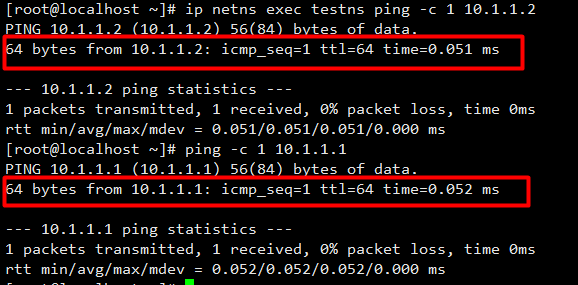 [root@localhost ~]# ip netns exec testns ping -c 1 10.1.1.2
PING 10.1.1.2 (10.1.1.2) 56(84) bytes of data.
64 bytes from 10.1.1.2: icmp_seq=1 ttl=64 time=0.051 ms

--- 10.1.1.2 ping statistics ---
1 packets transmitted, 1 received, 0% packet loss, time 0ms
rtt min/avg/max/mdev = 0.051/0.051/0.051/0.000 ms
[root@localhost ~]# ping -c 1 10.1.1.1
PING 10.1.1.1 (10.1.1.1) 56(84) bytes of data.
64 bytes from 10.1.1.1: icmp_seq=1 ttl=64 time=0.052 ms

--- 10.1.1.1 ping statistics ---
1 packets transmitted, 1 received, 0% packet loss, time 0ms
rtt min/avg/max/mdev = 0.052/0.052/0.052/0.000 ms
[root@localhost ~]#